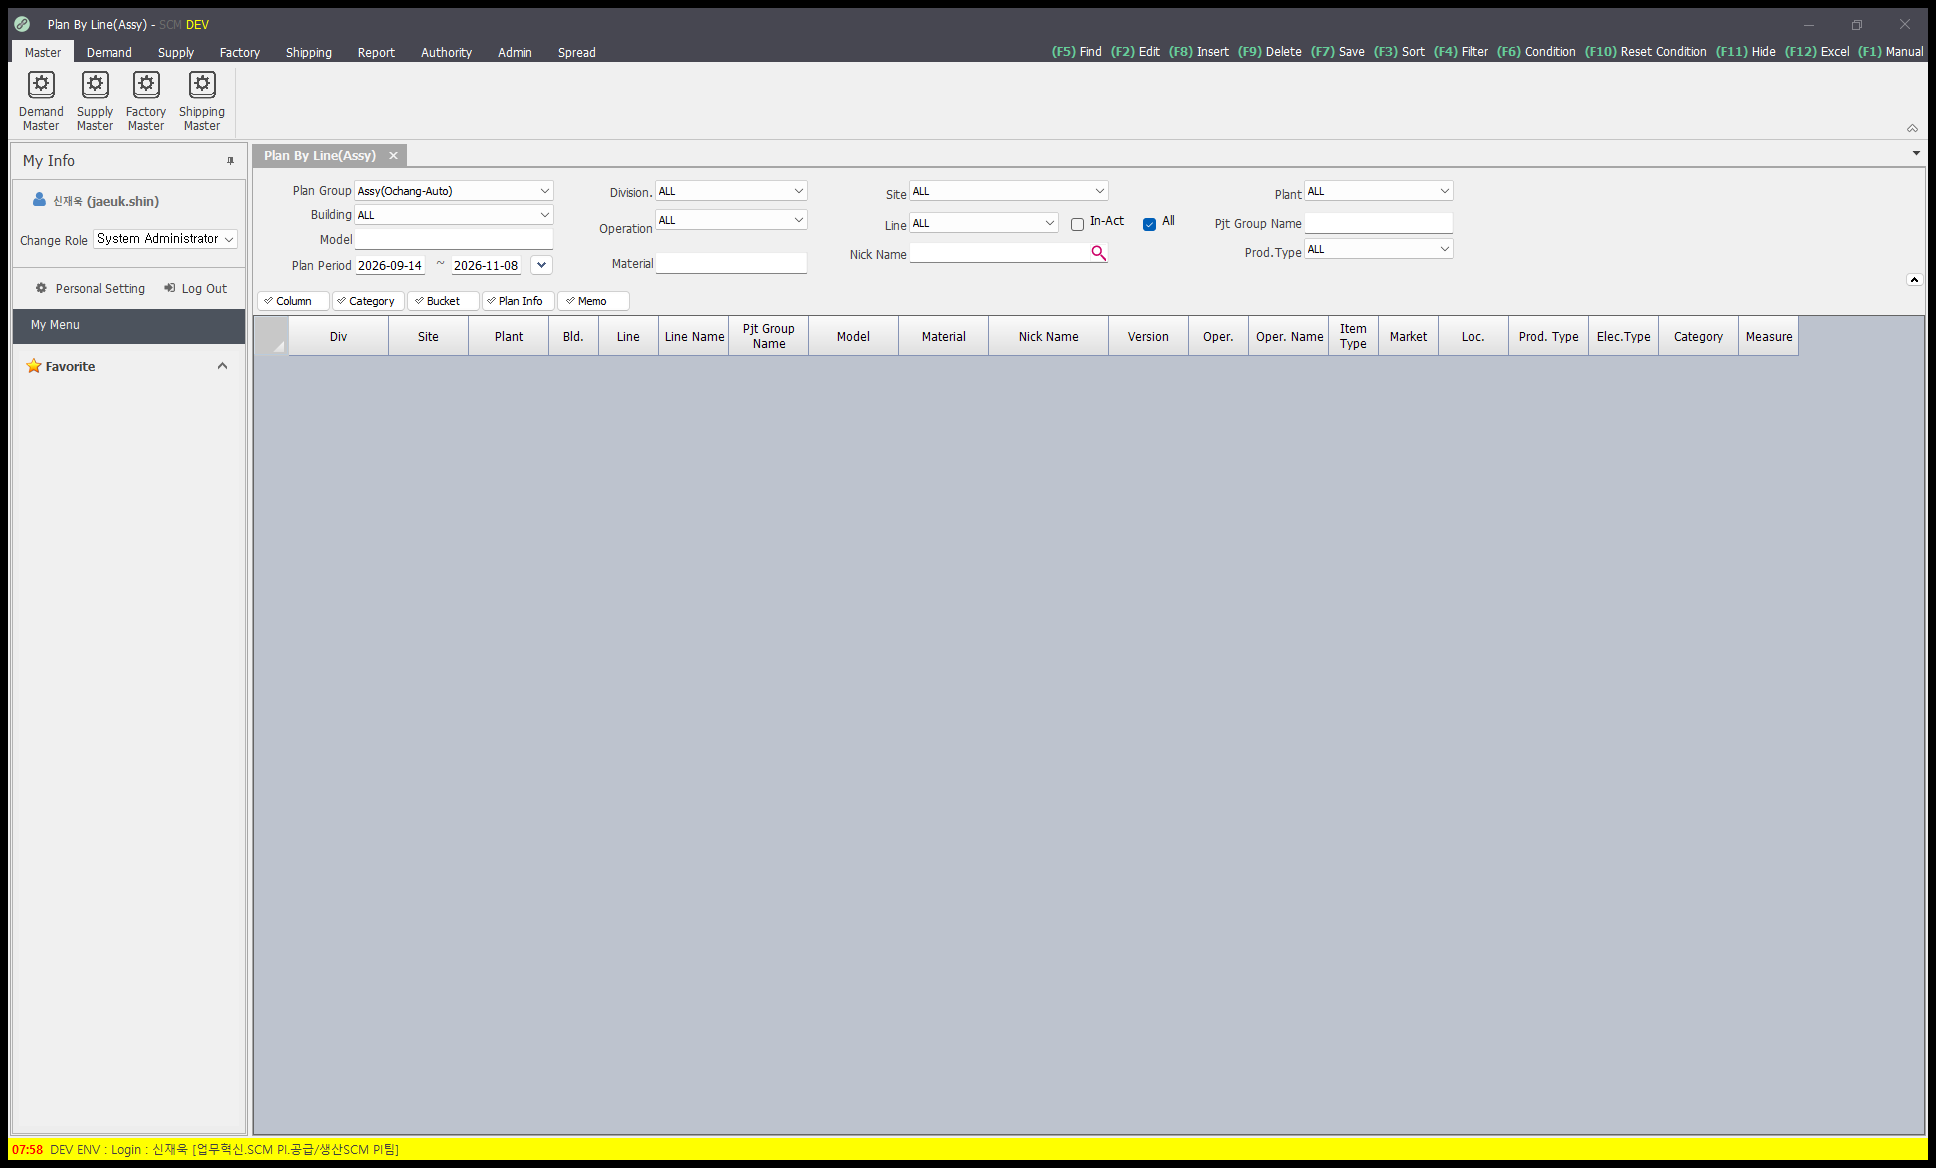 Plan By Line(Assy) - SCM DEV
Master Demand Supply Factory Shipping Report Authority Admin Spread (F5) Find (F2) Edit (F8) Insert (F9) Delete (F7) Save (F3) Sort (F4) Filter (F6) Condition (F10) Reset Condition (F11) Hide (F12) Excel (F1) Manual
Demand Master
Supply Master
Factory Master
Shipping Master
My Info
신재욱 (jaeuk.shin)
Change Role System Administrator
Personal Setting Log Out
My Menu
Favorite
Plan By Line(Assy)
Plan Group Assy(Ochang-Auto) Division. ALL Site ALL Plant ALL
Building ALL Operation ALL Line ALL In-Act All Pjt Group Name
Model Nick Name Prod.Type ALL
Plan Period 2026-09-14 ~ 2026-11-08 Material
Column Category Bucket Plan Info Memo
Div Site Plant Bld. Line Line Name Pjt Group Name Model Material Nick Name Version Oper. Oper. Name Item Type Market Loc. Prod. Type Elec.Type Category Measure
07:58 DEV ENV : Login : 신재욱 [업무혁신.SCM PI.공급/생산SCM PI팀]